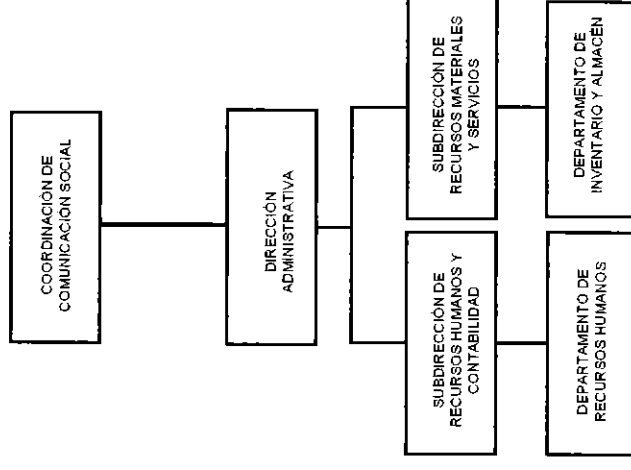 COORDINACIÓN DE
COMUNICACIÓN SOCIAL
DIRECCIÓN
ADMINISTRATIVA
SUBDIRECCIÓN DE
RECURSOS HUMANOS Y
CONTABILIDAD
SUBDIRECCIÓN DE
RECURSOS MATERIALES
Y SERVICIOS
DEPARTAMENTO DE
RECURSOS HUMANOS
DEPARTAMENTO DE
INVENTARIO Y ALMACÉN